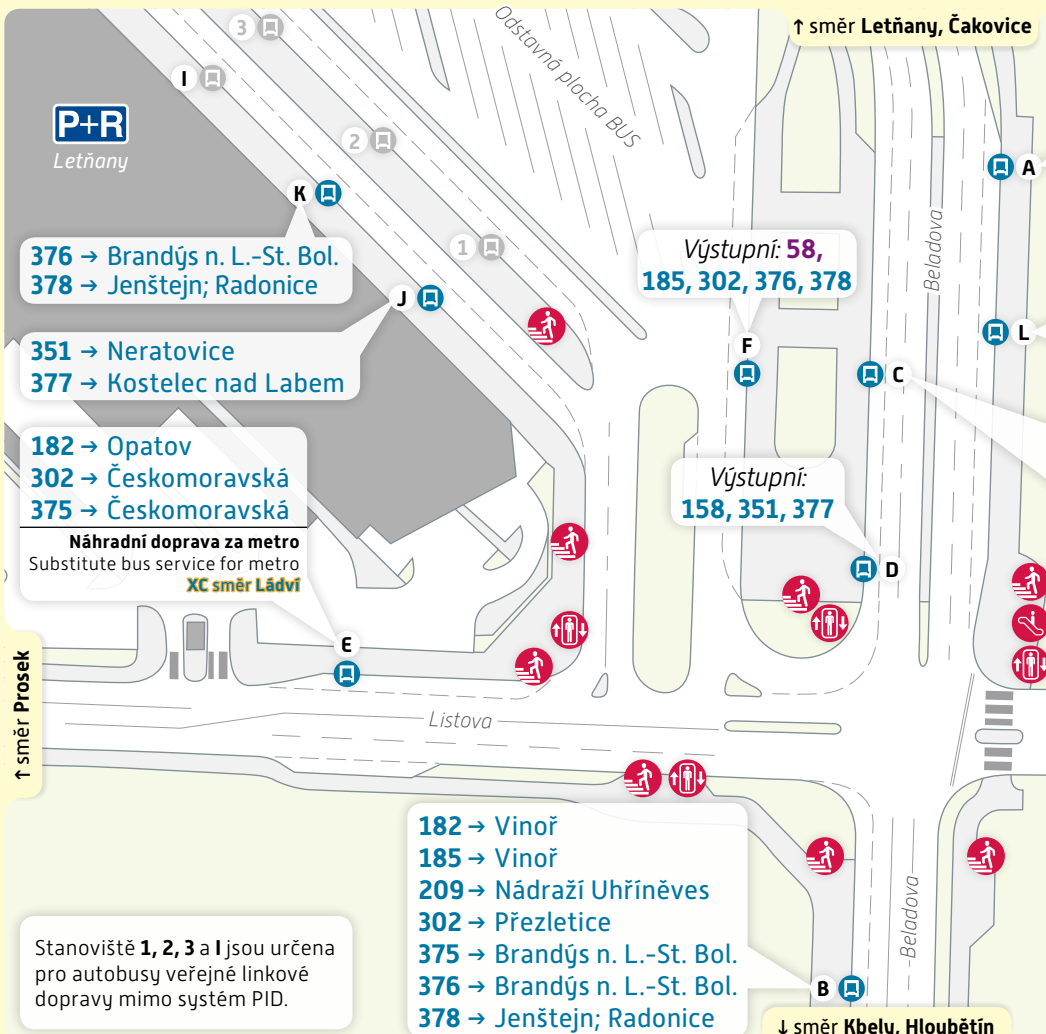 ↑ směr Letňany, Čakovice
3
Odstavná plocha BUS
I
P+R
Letňany
2
A
K
Beladova
1
376 → Brandýs n. L.-St. Bol.
378 → Jenštejn; Radonice
Výstupní: 58,
185, 302, 376, 378
J
L
F
351 → Neratovice
377 → Kostelec nad Labem
C
182 → Opatov
302 → Českomoravská
375 → Českomoravská
Náhradní doprava za metro
Substitute bus service for metro
XC směr Ládví
Výstupní:
158, 351, 377
D
E
↑ směr Prosek
Listova
182 → Vinoř
185 → Vinoř
209 → Nádraží Uhříněves
302 → Přezletice
375 → Brandýs n. L.-St. Bol.
376 → Brandýs n. L.-St. Bol.
378 → Jenštejn; Radonice
Beladova
Stanoviště 1, 2, 3 a I jsou určena
pro autobusy veřejné linkové
dopravy mimo systém PID.
B
↓ směr Kbely, Hloubětín